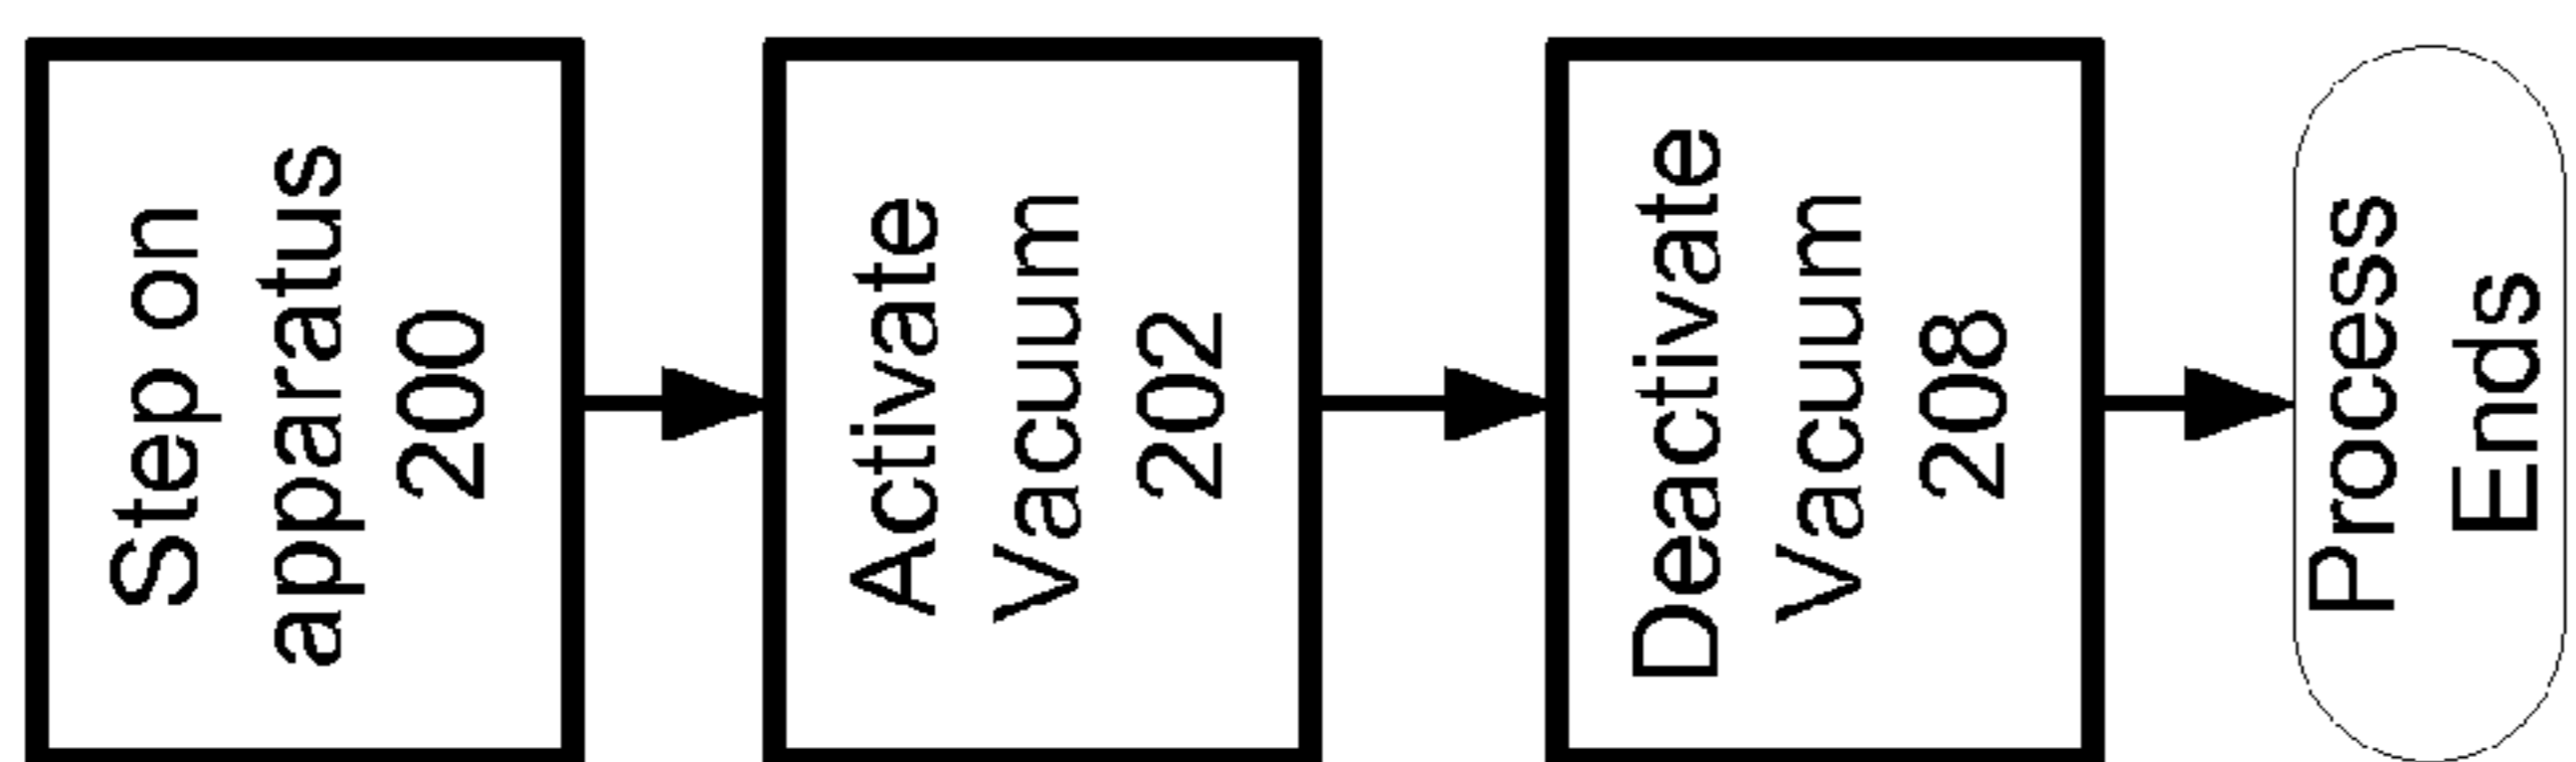 Step on
apparatus
200
Activate
Vacuum
202
Deactivate
Vacuum
208
Process
Ends